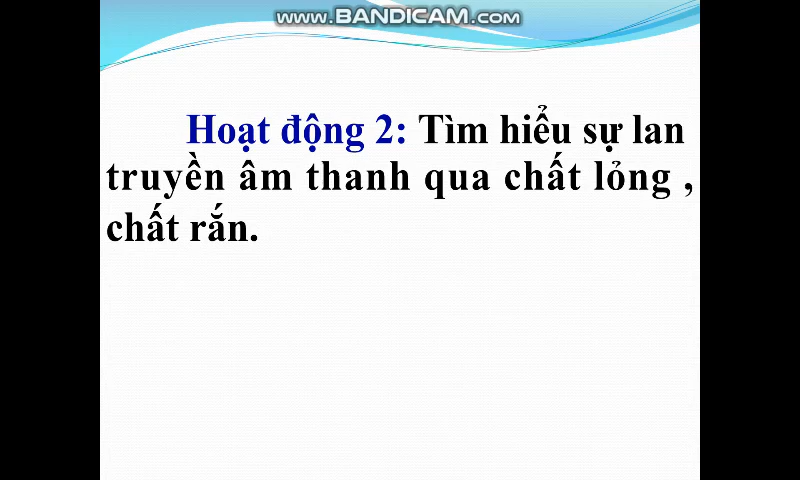 www.BANDICAM.com
Hoạt động 2: Tìm hiểu sự lan
truyền âm thanh qua chất lỏng ,
chất rắn.